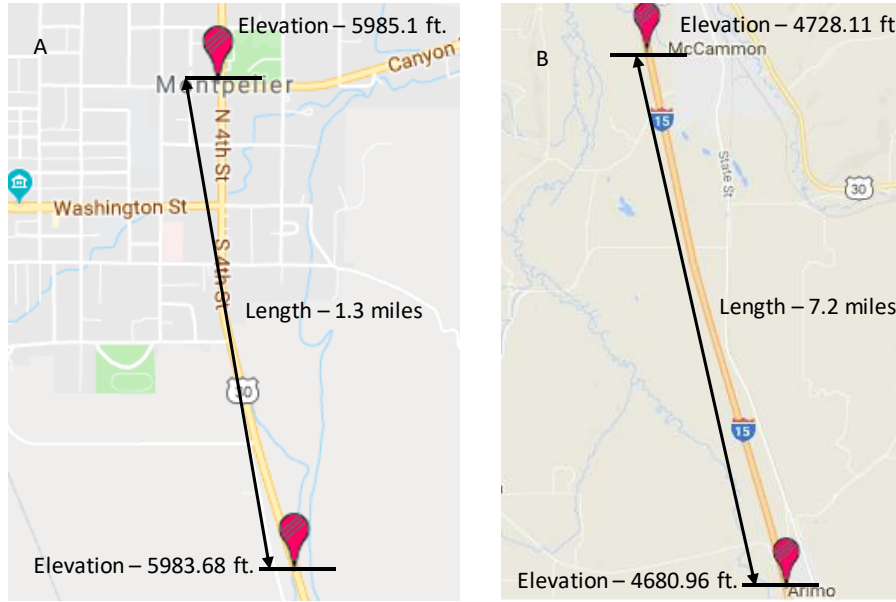 A
Elevation – 5985.1 ft.
Montpelier
Canyon
N 4th St
Washington St
S 4th St
Length – 1.3 miles
30
Elevation – 5983.68 ft.
B
Elevation – 4728.11 ft
McCammon
15
State St
30
Length – 7.2 miles
15
Elevation – 4680.96 ft.
Arimo